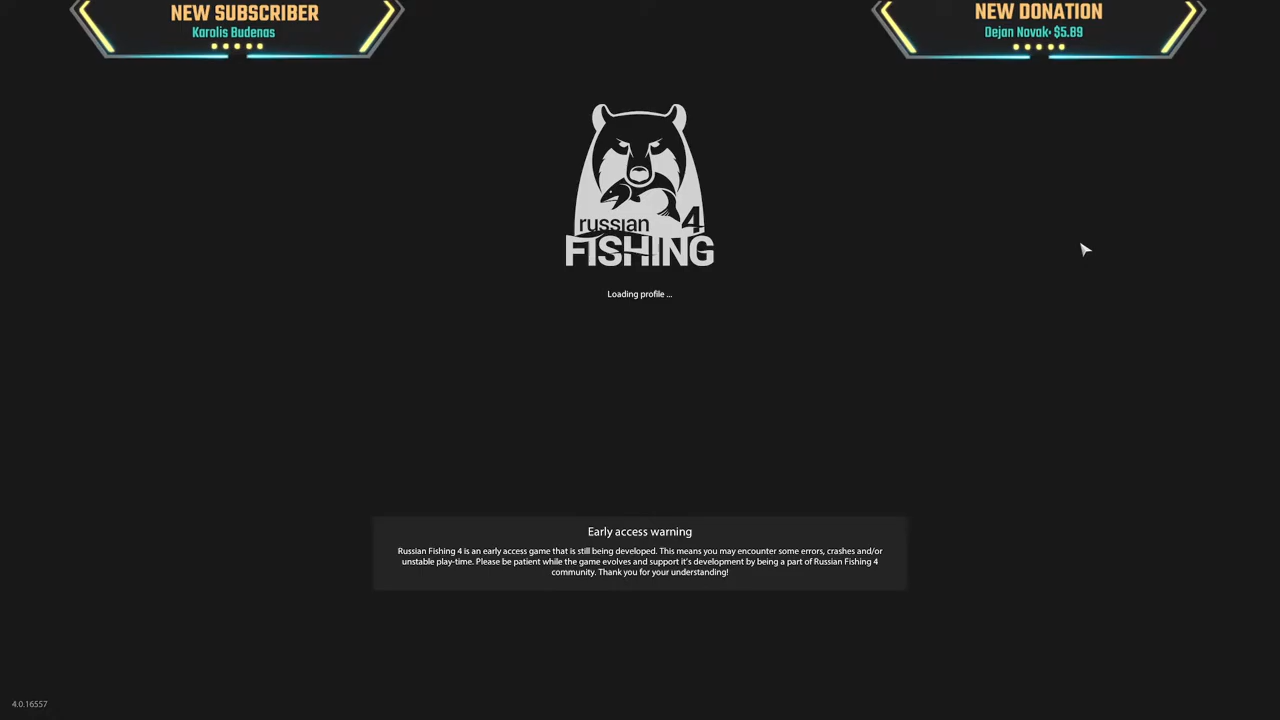 NEW SUBSCRIBER
Karolis Budenas
NEW DONATION
Dejan Novak• $5.89
russian 4
FISHING
Loading profile ...
Early access warning
Russian Fishing 4 is an early access game that is still being developed. This means you may encounter some errors, crashes and/or
unstable play-time. Please be patient while the game evolves and support it's development by being a part of Russian Fishing 4
community. Thank you for your understanding!
4.0.16557